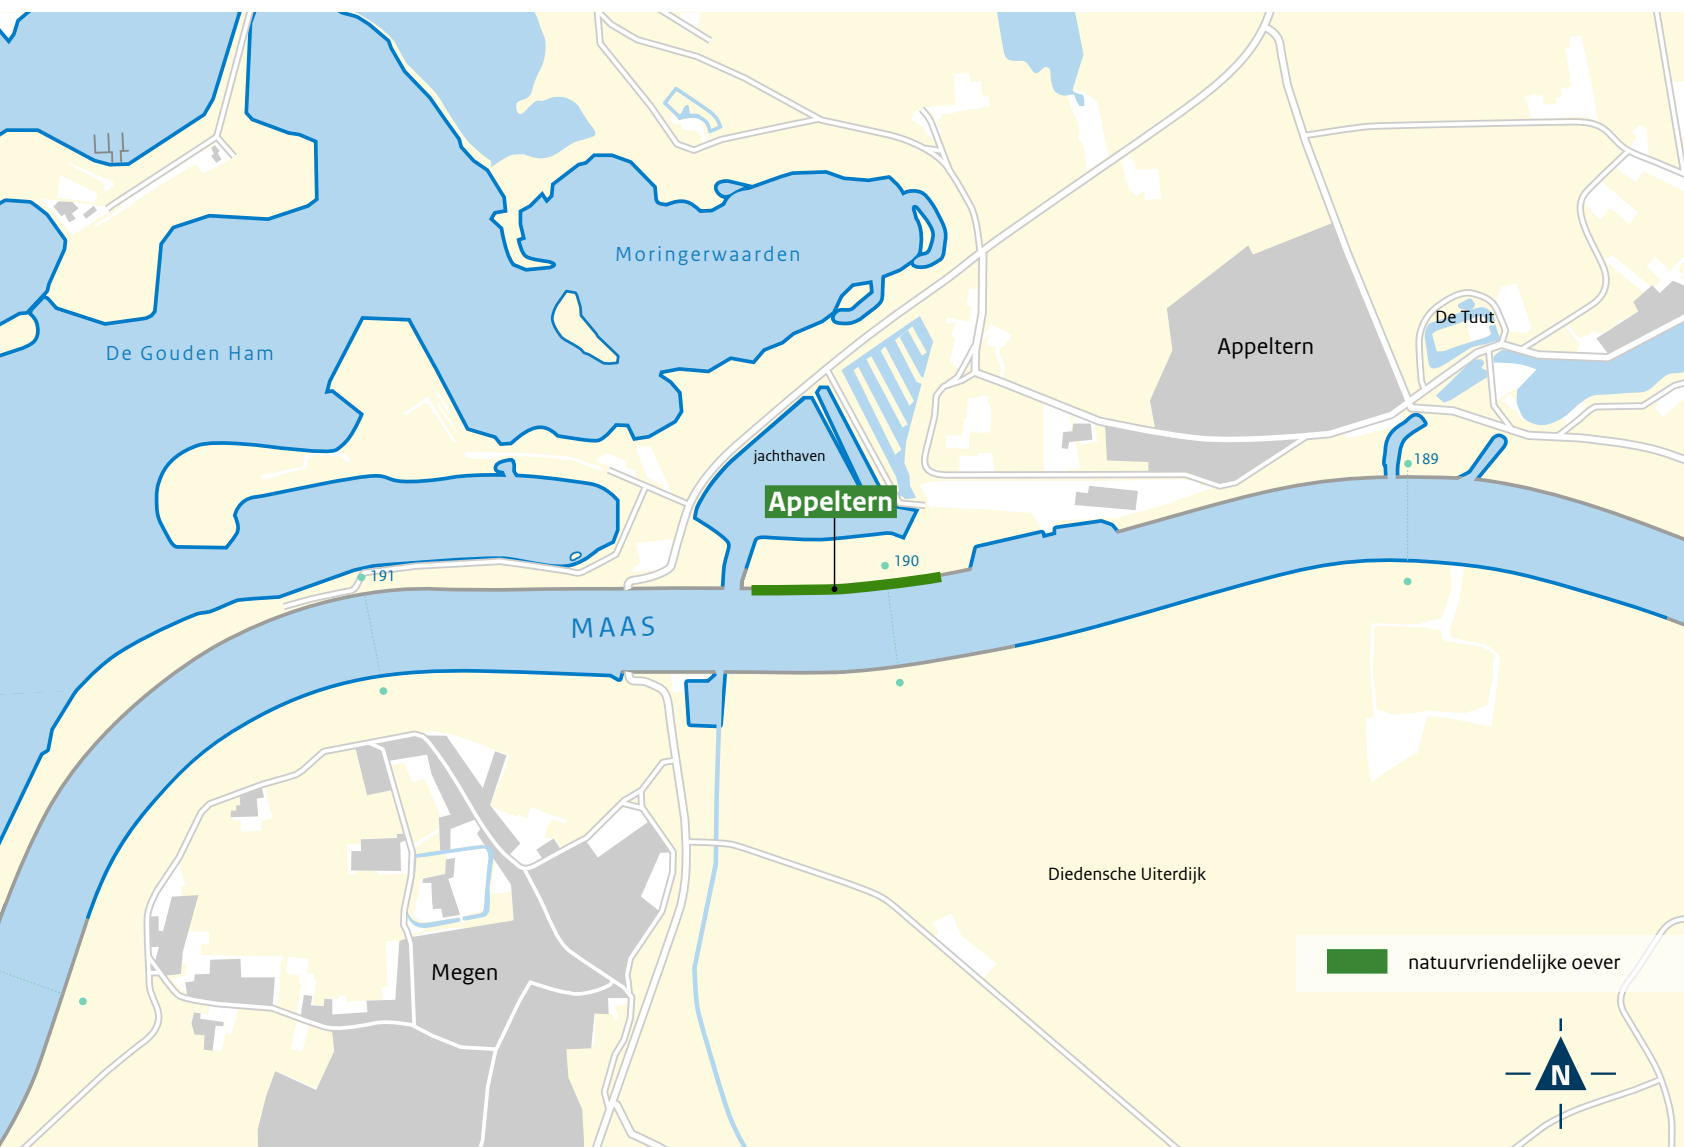 Moringerwaarden
De Tuut
De Gouden Ham
Appeltern
jachthaven
189
Appeltern
190
191
MAAS
Diedensche Uiterdijk
natuurvriendelijke oever
Megen
N